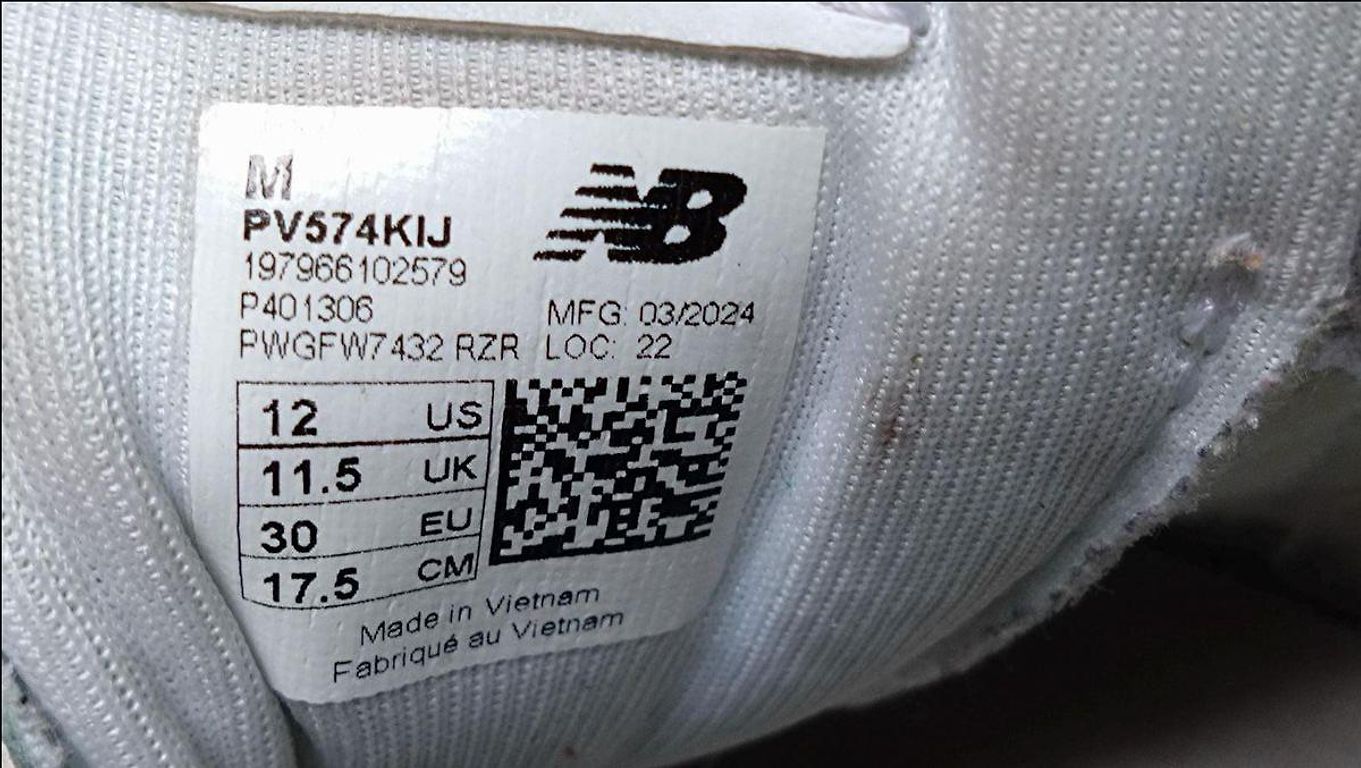 M
PV574KIJ
NB
197966102579
P401306
MFG: 03/2024
PWGFW7432 RZR
LOC: 22
12 US
11.5 UK
30 EU
17.5 CM
Made in Vietnam
Fabriqué au Vietnam